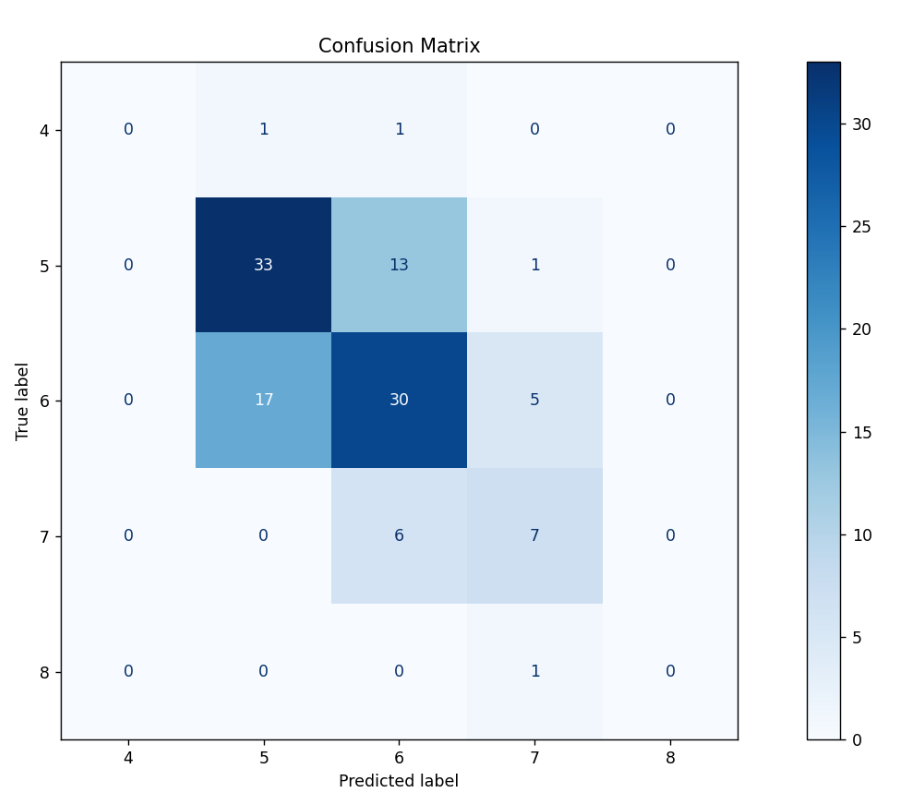 Confusion Matrix
4 0 1 1 0 0
5 0 33 13 1 0
6 0 17 30 5 0
7 0 0 6 7 0
8 0 0 0 1 0
4 5 6 7 8
Predicted label
True label
30
25
20
15
10
5
0